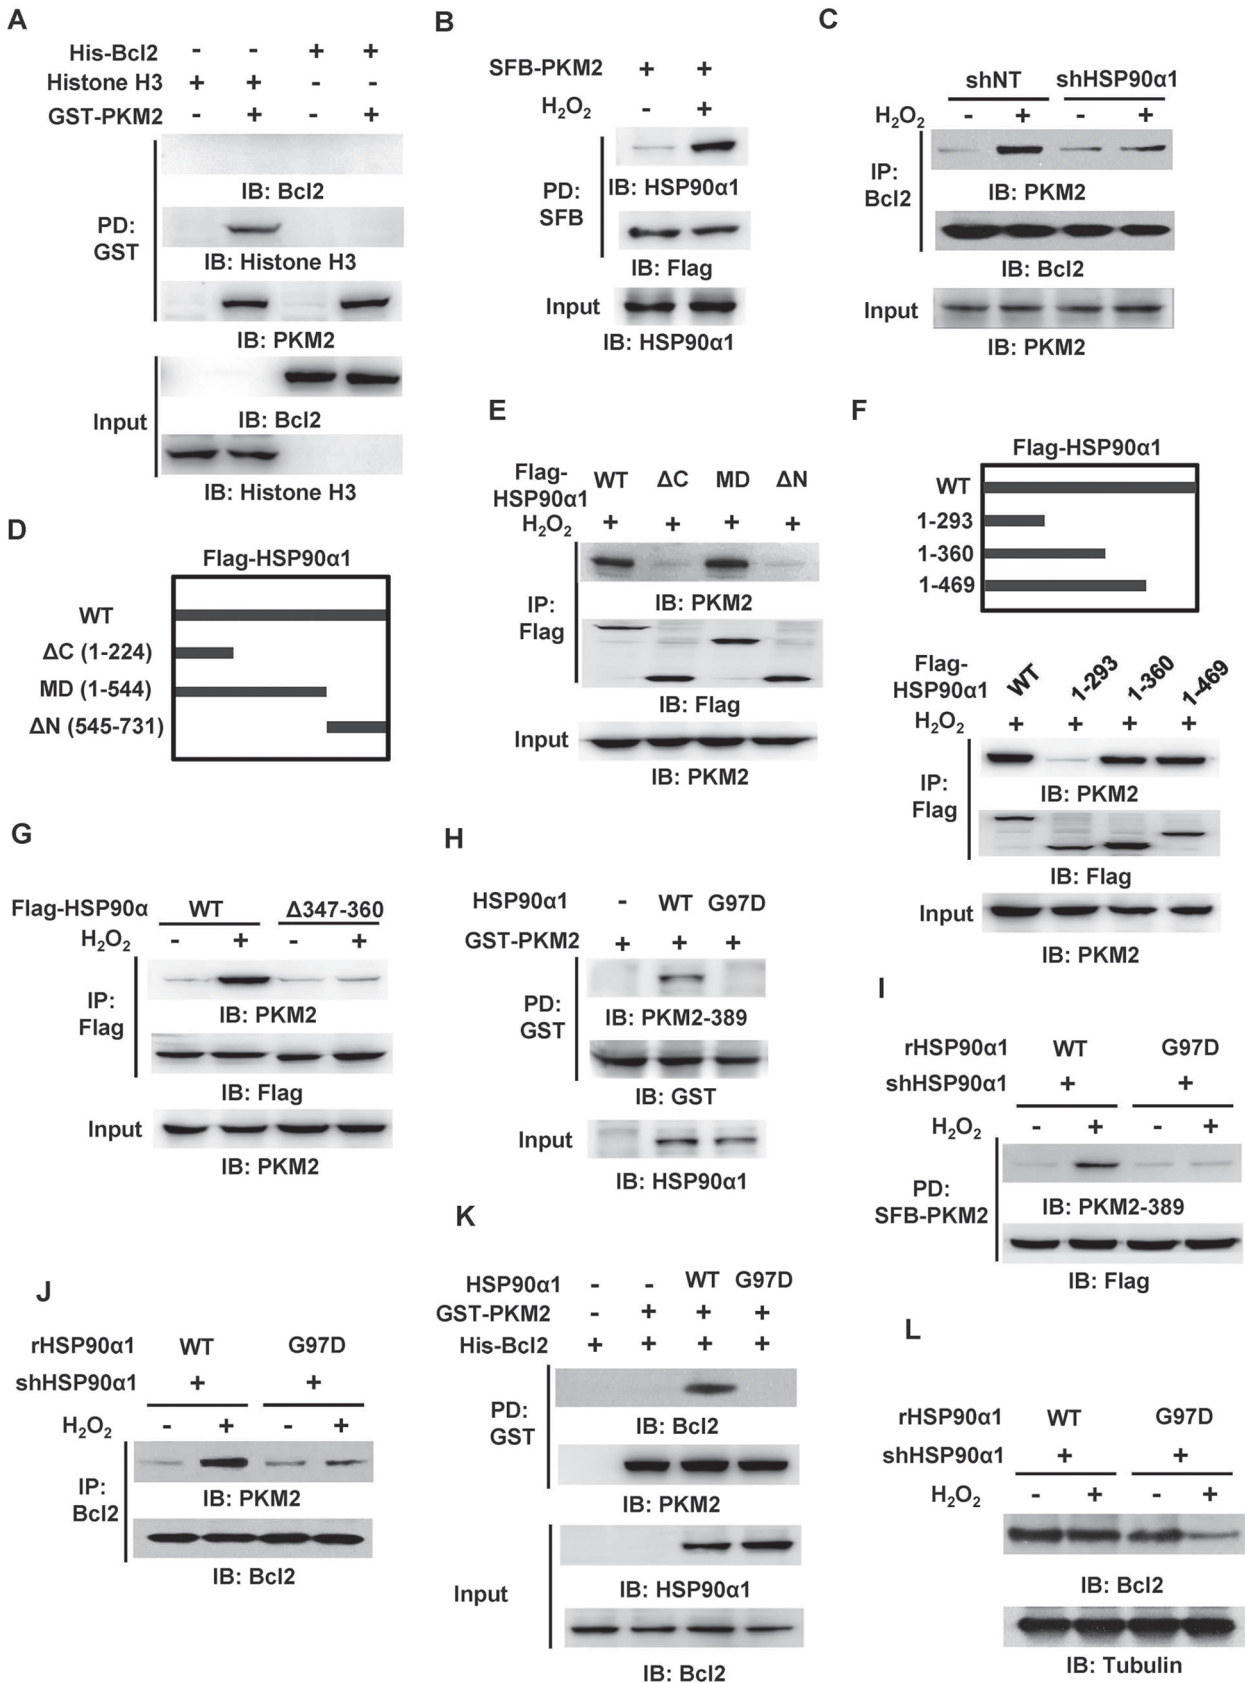 A
His-Bcl2 - - + +
Histone H3 + + - -
GST-PKM2 - + - +
PD: GST
IB: Bcl2
IB: Histone H3
IB: PKM2
Input
IB: Bcl2
IB: Histone H3
B
SFB-PKM2 + +
H₂O₂ - +
PD: SFB
IB: HSP90α1
IB: Flag
Input
IB: HSP90α1
C
shNT shHSP90α1
H₂O₂ - + - +
IP: Bcl2
IB: PKM2
IB: Bcl2
Input
IB: PKM2
D
Flag-HSP90α1
WT
ΔC (1-224)
MD (1-544)
ΔN (545-731)
E
Flag-HSP90α1 WT ΔC MD ΔN
H₂O₂ + + + +
IP: Flag
IB: PKM2
IB: Flag
Input
IB: PKM2
F
Flag-HSP90α1
WT
1-293
1-360
1-469
Flag-HSP90α1 WT 1-293 1-360 1-469
H₂O₂ + + + +
IP: Flag
IB: PKM2
IB: Flag
Input
IB: PKM2
G
Flag-HSP90α WT Δ347-360
H₂O₂ - + - +
IP: Flag
IB: PKM2
IB: Flag
Input
IB: PKM2
H
HSP90α1 - WT G97D
GST-PKM2 + + +
PD: GST
IB: PKM2-389
IB: GST
Input
IB: HSP90α1
I
rHSP90α1 WT G97D
shHSP90α1 + +
H₂O₂ - + - +
PD: SFB-PKM2
IB: PKM2-389
IB: Flag
J
rHSP90α1 WT G97D
shHSP90α1 + +
H₂O₂ - + - +
IP: Bcl2
IB: PKM2
IB: Bcl2
K
HSP90α1 - - WT G97D
GST-PKM2 - + + +
His-Bcl2 + + + +
PD: GST
IB: Bcl2
IB: PKM2
Input
IB: HSP90α1
IB: Bcl2
L
rHSP90α1 WT G97D
shHSP90α1 + +
H₂O₂ - + - +
IB: Bcl2
IB: Tubulin